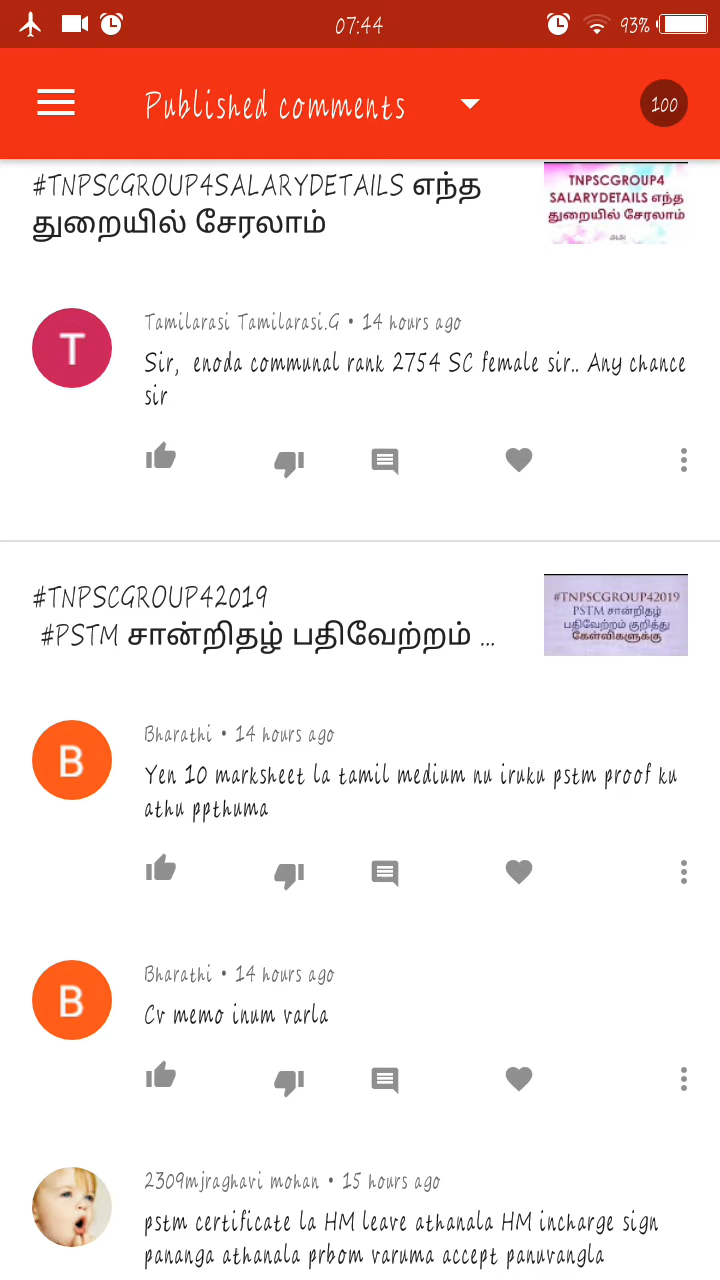 07:44
93%
Published comments
100
#TNPSCGROUP4SALARYDETAILS எந்த
துறையில் சேரலாம்
TNPSCGROUP4
SALARYDETAILS எந்த
துறையில் சேரலாம்
T
Tamilarasi Tamilarasi.G • 14 hours ago
Sir, enoda communal rank 2754 SC female sir.. Any chance
sir
#TNPSCGROUP42019
#PSTM சான்றிதழ் பதிவேற்றம் ...
#TNPSCGROUP42019
PSTM சான்றிதழ்
பதிவேற்றம் குறித்து
கேள்விகளுக்கு
B
Bharathi • 14 hours ago
Yen 10 marksheet la tamil medium nu iruku pstm proof ku
athu ppthuma
B
Bharathi • 14 hours ago
Cv memo inum varla
2309mjraghavi mohan • 15 hours ago
pstm certificate la HM leave athanala HM incharge sign
pananga athanala prbom varuma accept panuvangla